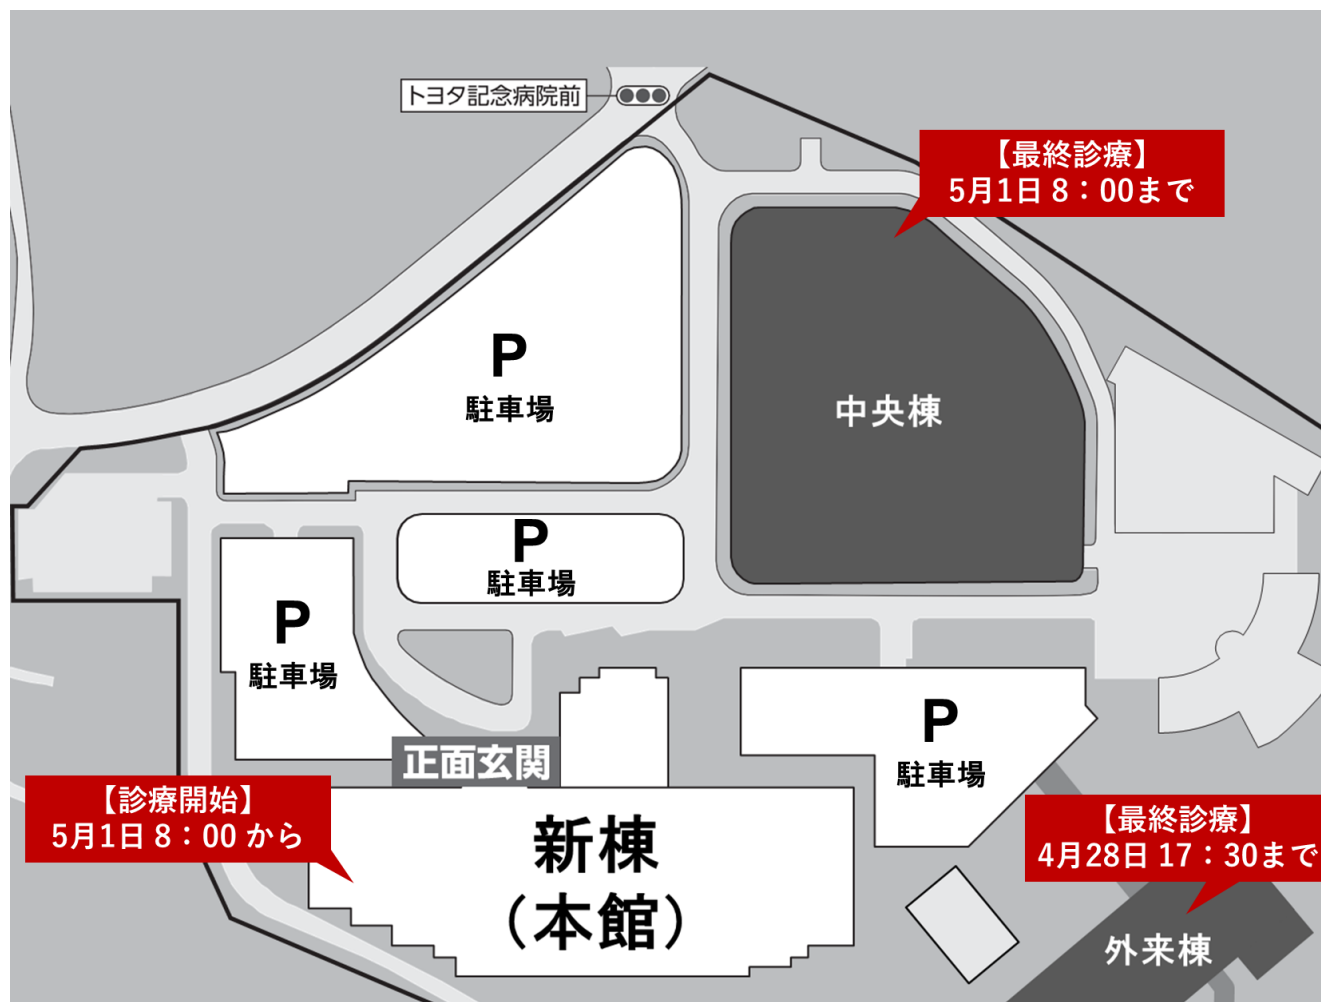 トヨタ記念病院前
【最終診療】
5月1日 8：00まで
P
駐車場
中央棟
P
駐車場
P
駐車場
P
駐車場
正面玄関
【診療開始】
5月1日 8：00 から
新棟
（本館）
【最終診療】
4月28日 17：30まで
外来棟